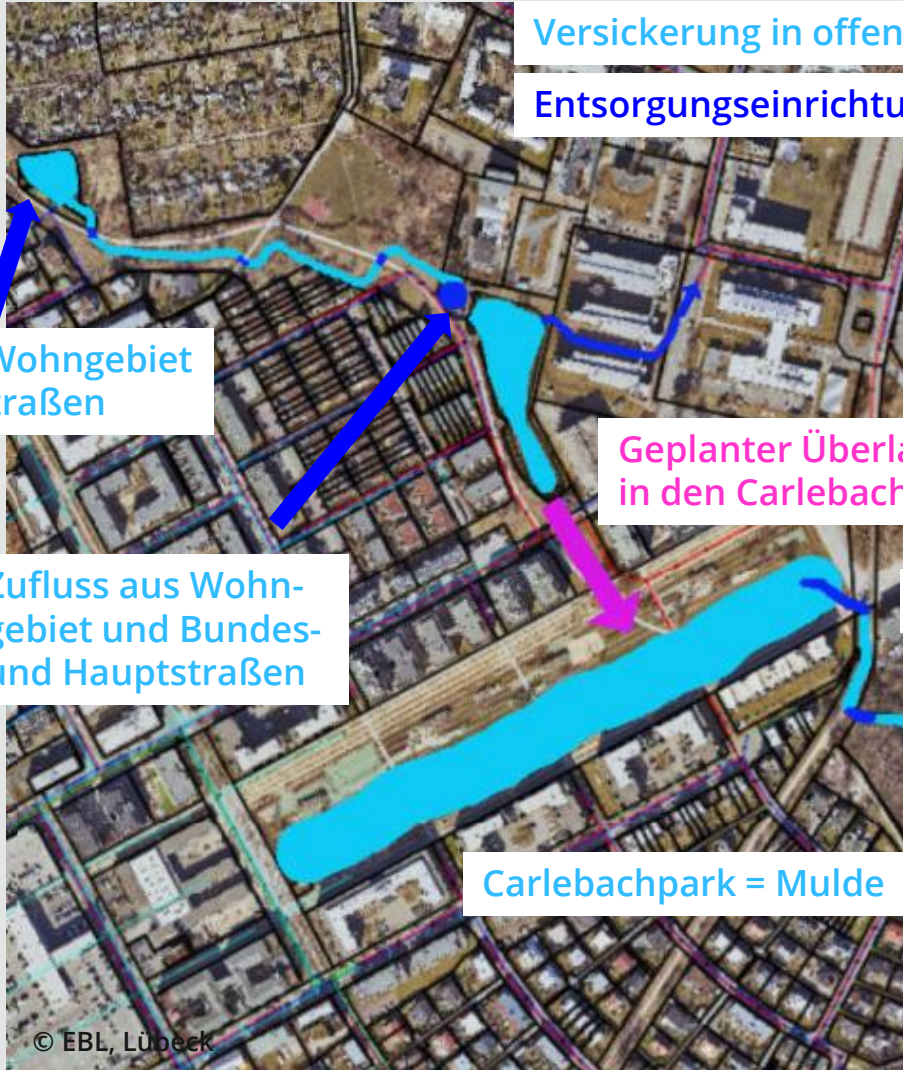 Versickerung in offen
Entsorgungseinrichtu
Wohngebiet
traßen
Geplanter Überla
in den Carlebach
Zufluss aus Wohn-
gebiet und Bundes-
und Hauptstraßen
Carlebachpark = Mulde
© EBL, Lübeck